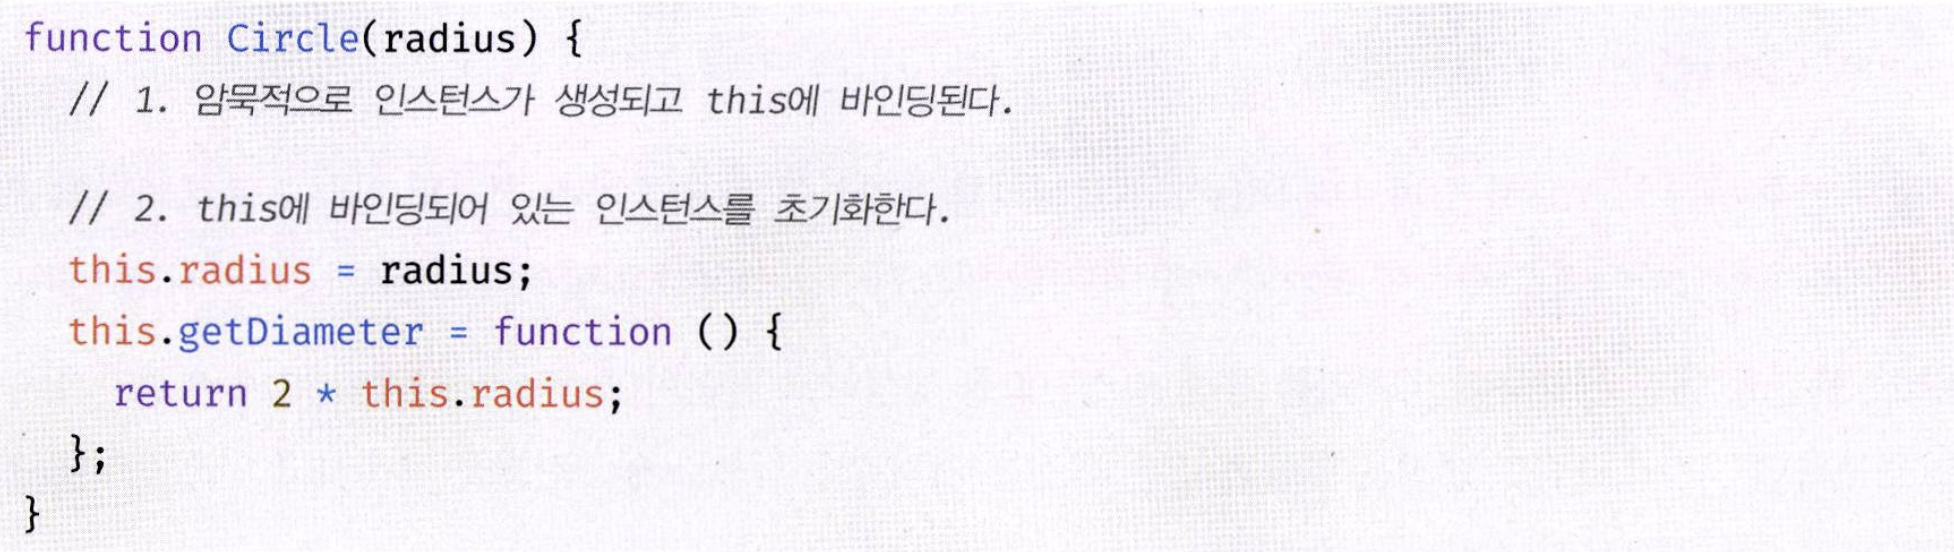 function Circle(radius) {
// 1. 암묵적으로 인스턴스가 생성되고 this에 바인딩된다.
// 2. this에 바인딩되어 있는 인스턴스를 초기화한다.
this.radius = radius;
this.getDiameter = function () {
return 2 * this.radius;
};
}